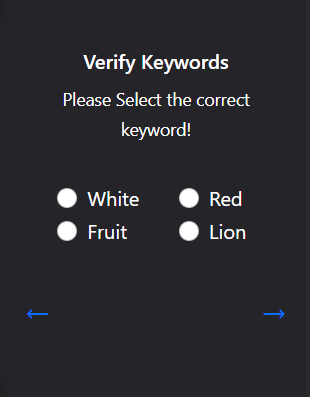 Verify Keywords
Please Select the correct
keyword!
White Red
Fruit Lion